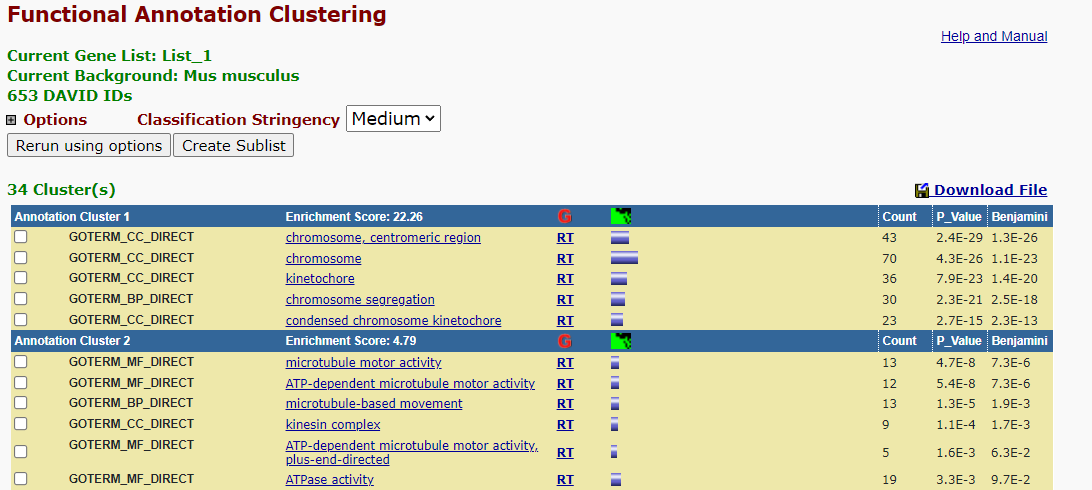 Functional Annotation Clustering
Help and Manual
Current Gene List: List_1
Current Background: Mus musculus
653 DAVID IDs
Options Classification Stringency Medium
Rerun using options Create Sublist
34 Cluster(s) Download File
Annotation Cluster 1 Enrichment Score: 22.26 G Count P_Value Benjamini
GOTERM_CC_DIRECT chromosome, centromeric region RT 43 2.4E-29 1.3E-26
GOTERM_CC_DIRECT chromosome RT 70 4.3E-26 1.1E-23
GOTERM_CC_DIRECT kinetochore RT 36 7.9E-23 1.4E-20
GOTERM_BP_DIRECT chromosome segregation RT 30 2.3E-21 2.5E-18
GOTERM_CC_DIRECT condensed chromosome kinetochore RT 23 2.7E-15 2.3E-13
Annotation Cluster 2 Enrichment Score: 4.79 G Count P_Value Benjamini
GOTERM_MF_DIRECT microtubule motor activity RT 13 4.7E-8 7.3E-6
GOTERM_MF_DIRECT ATP-dependent microtubule motor activity RT 12 5.4E-8 7.3E-6
GOTERM_BP_DIRECT microtubule-based movement RT 13 1.3E-5 1.9E-3
GOTERM_CC_DIRECT kinesin complex RT 9 1.1E-4 1.7E-3
GOTERM_MF_DIRECT ATP-dependent microtubule motor activity,
plus-end-directed RT 5 1.6E-3 6.3E-2
GOTERM_MF_DIRECT ATPase activity RT 19 3.3E-3 9.7E-2